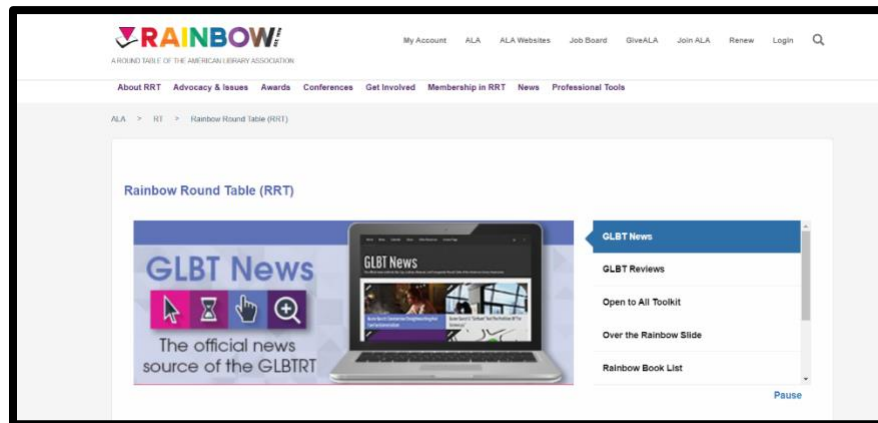 RAINBOW!
My Account ALA ALA Websites Job Board GiveALA Join ALA Renew Login
A ROUND TABLE OF THE AMERICAN LIBRARY ASSOCIATION
About RRT Advocacy & Issues Awards Conferences Get Involved Membership in RRT News Professional Tools
ALA > RT > Rainbow Round Table (RRT)
Rainbow Round Table (RRT)
GLBT News
The official news
source of the GLBTRT
GLBT News
GLBT News
GLBT Reviews
Open to All Toolkit
Over the Rainbow Slide
Rainbow Book List
Pause